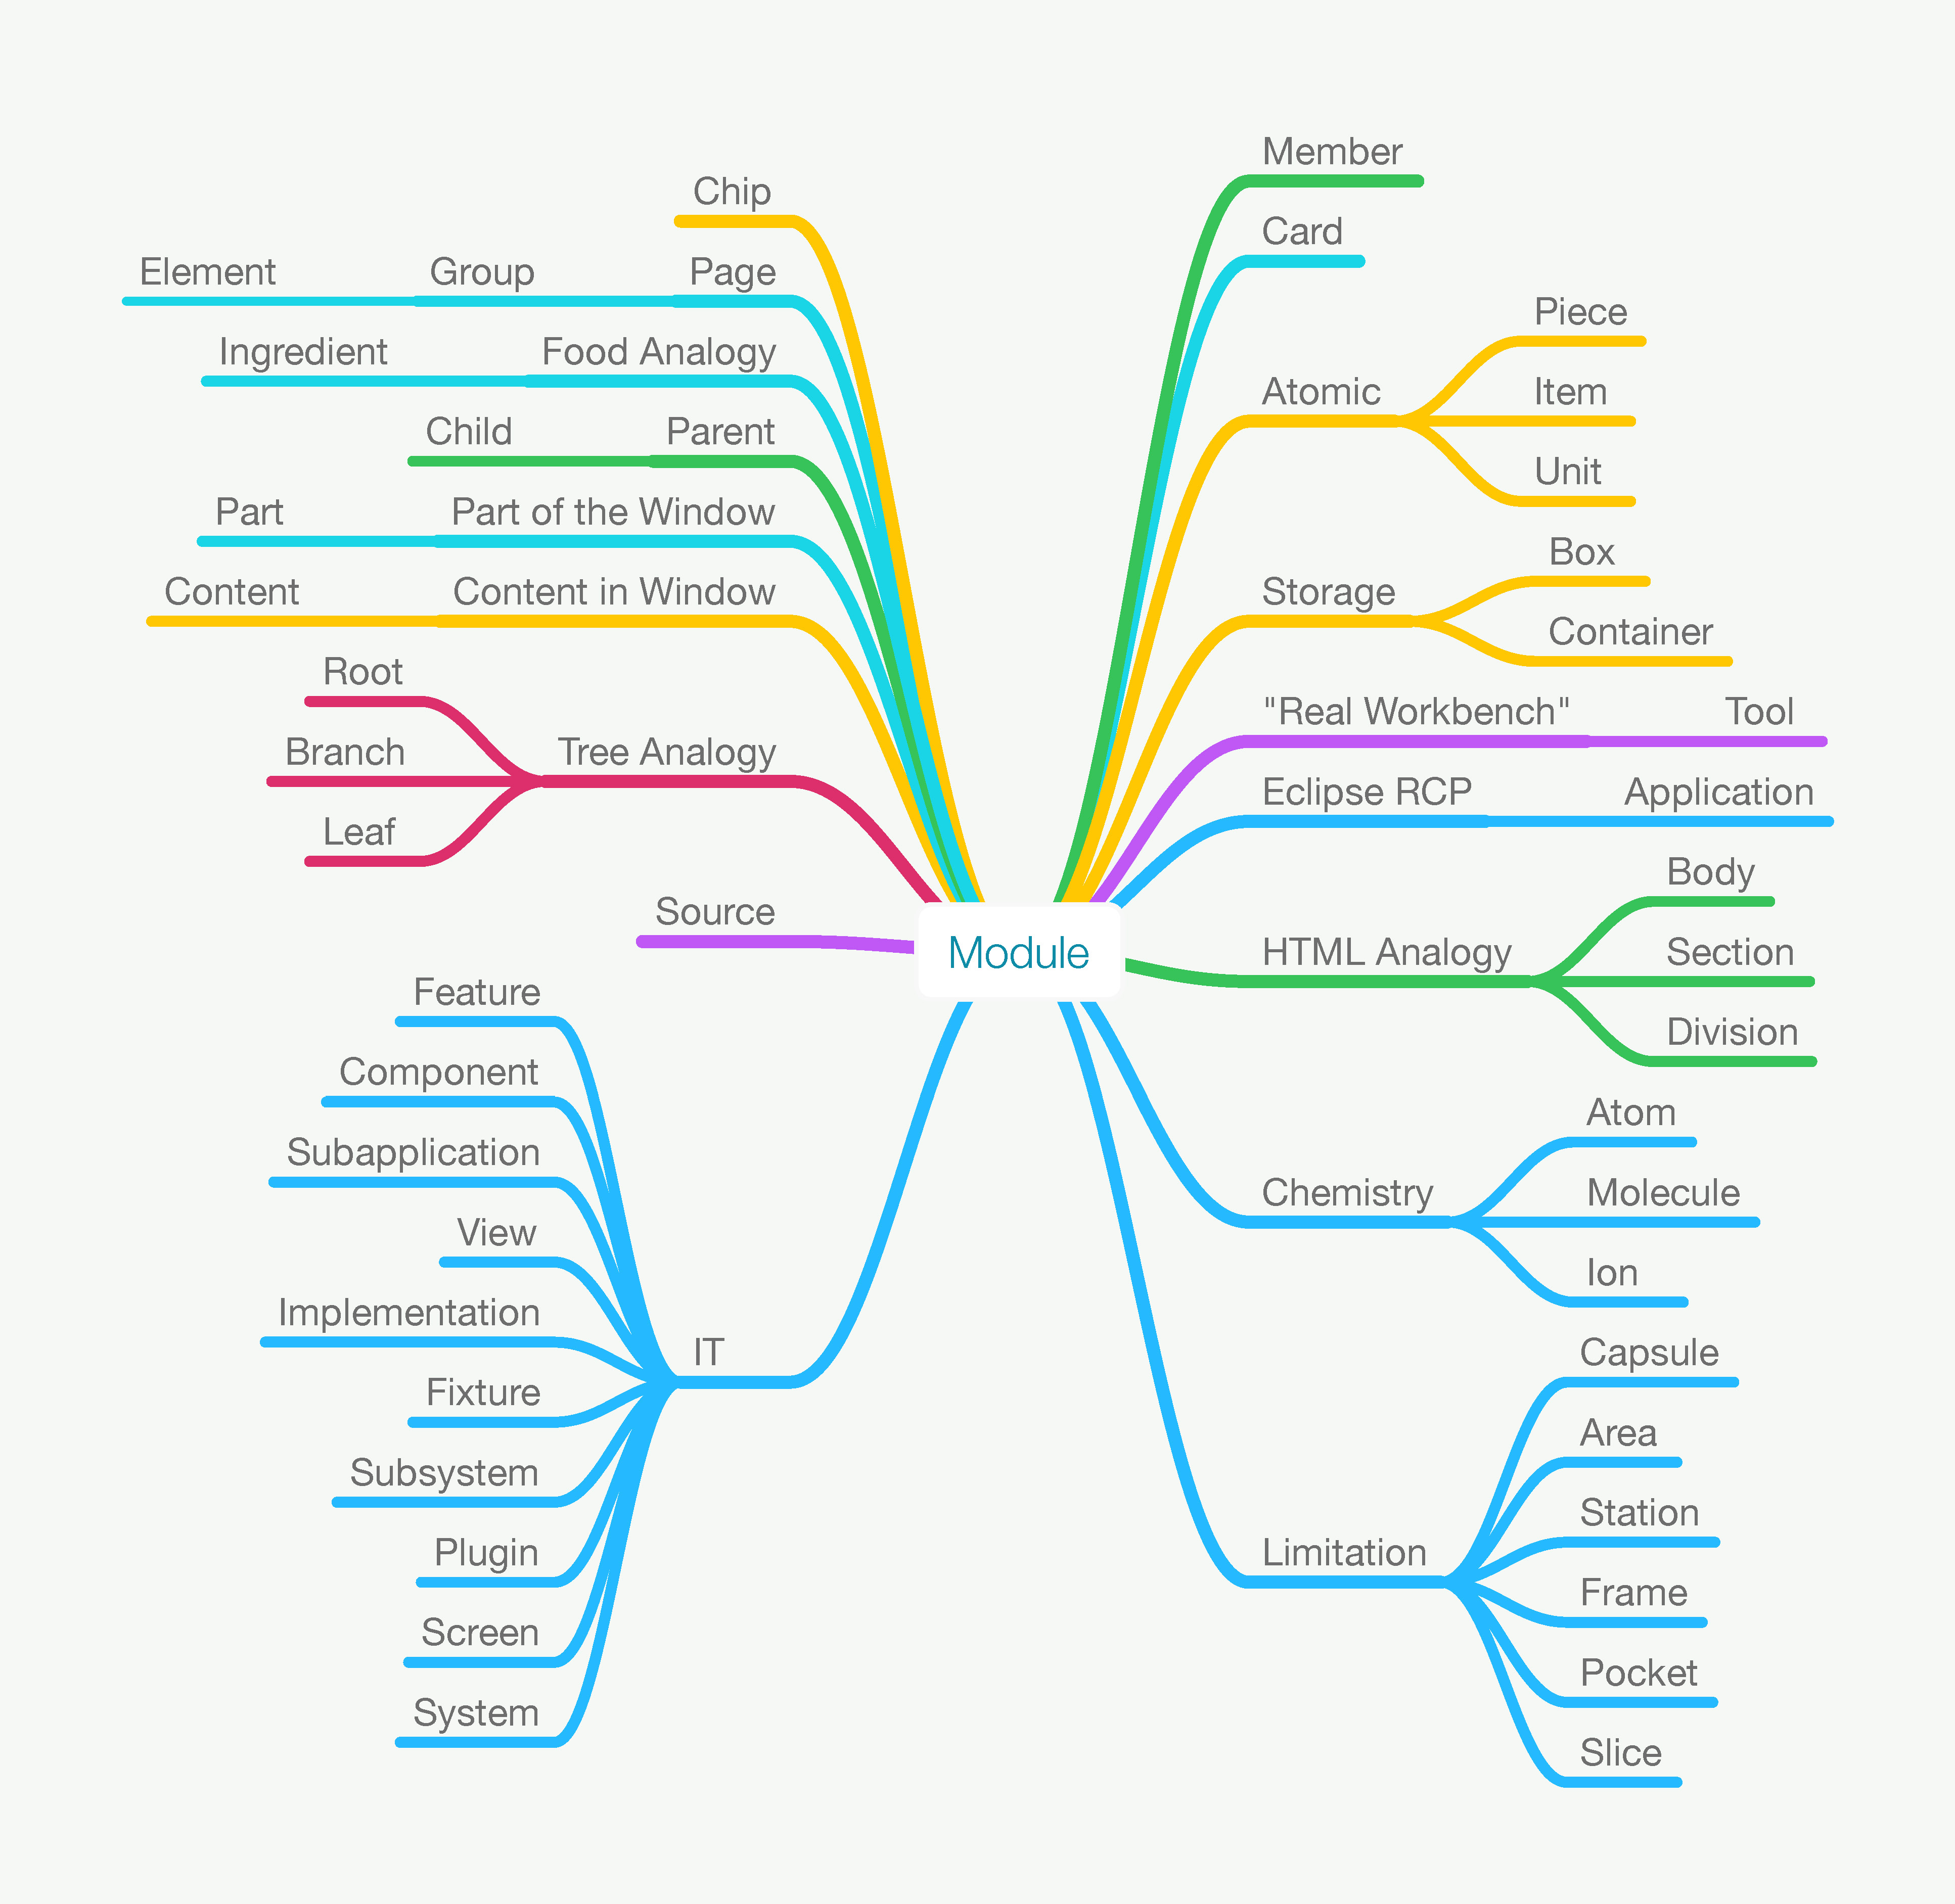 Module
Chip
Page
Group
Element
Food Analogy
Ingredient
Parent
Child
Part of the Window
Part
Content in Window
Content
Tree Analogy
Root
Branch
Leaf
Source
IT
Feature
Component
Subapplication
View
Implementation
Fixture
Subsystem
Plugin
Screen
System
Member
Card
Atomic
Piece
Item
Unit
Storage
Box
Container
"Real Workbench"
Tool
Eclipse RCP
Application
HTML Analogy
Body
Section
Division
Chemistry
Atom
Molecule
Ion
Limitation
Capsule
Area
Station
Frame
Pocket
Slice